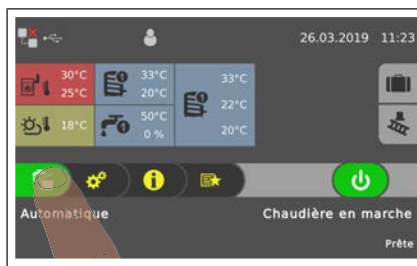 26.03.2019 11:23
30°C 33°C 33°C
25°C 20°C 22°C
18°C 50°C 20°C
0 %
Automatique Chaudière en marche
Prête